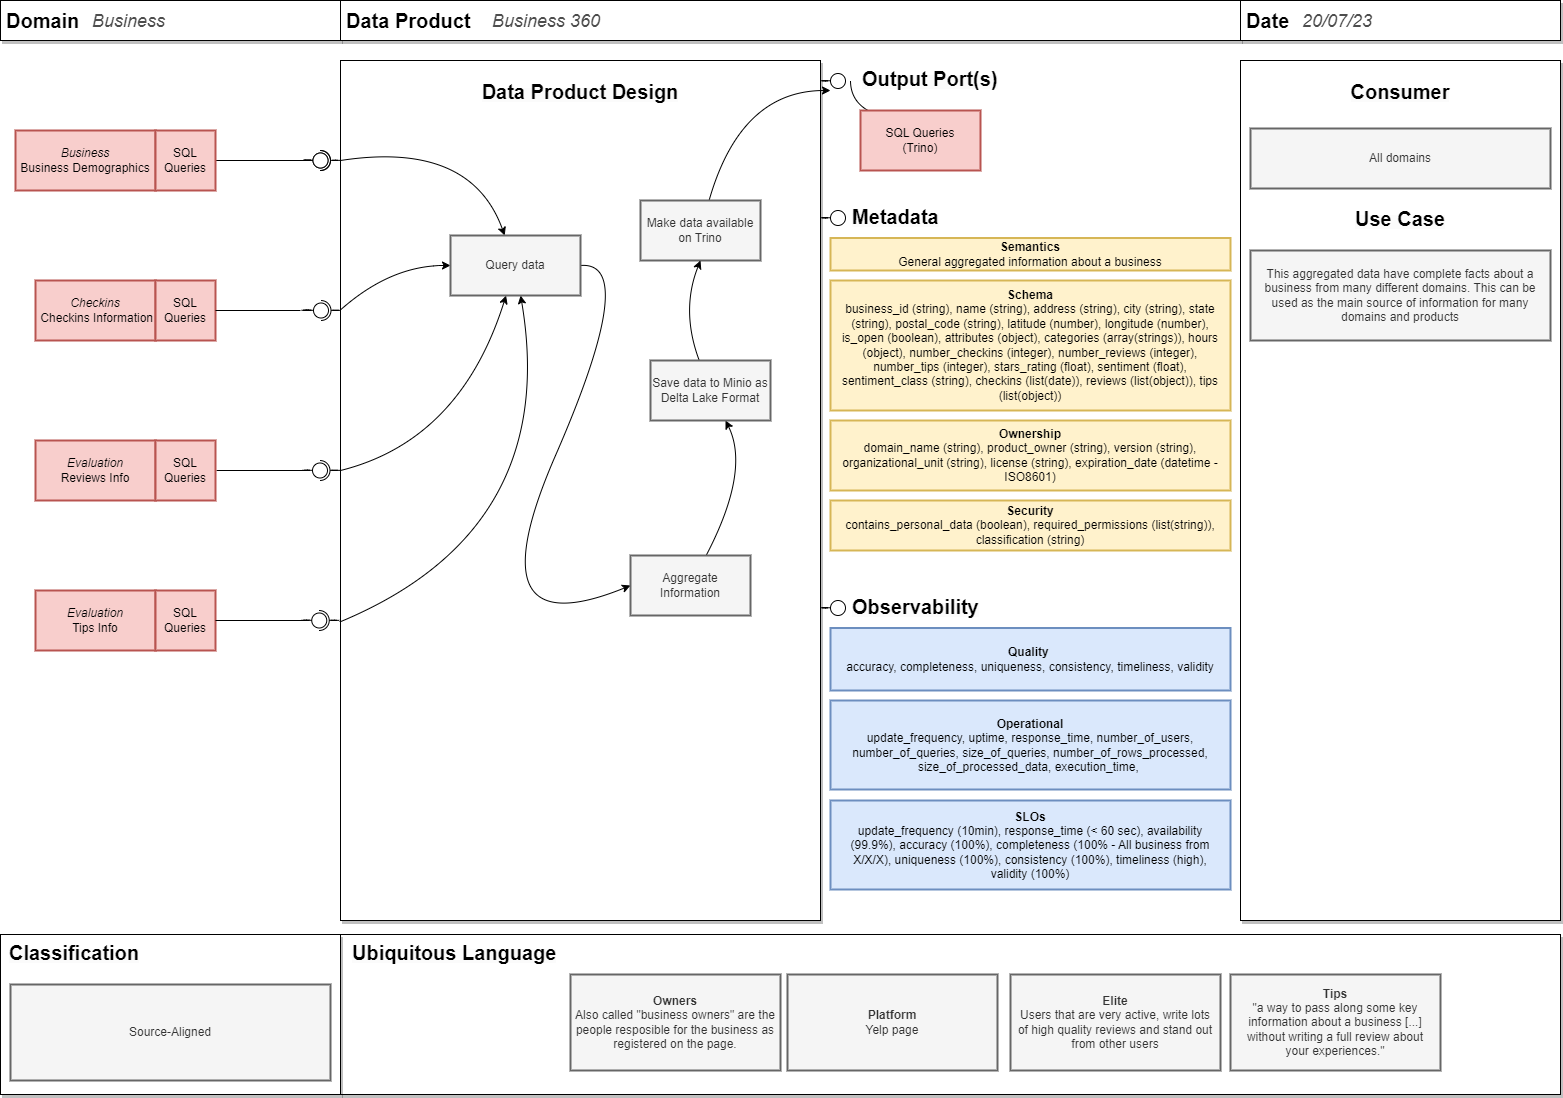 Domain Business
Data Product Business 360
Date 20/07/23
Business
Business Demographics
SQL
Queries
Checkins
Checkins Information
SQL
Queries
Evaluation
Reviews Info
SQL
Queries
Evaluation
Tips Info
SQL
Queries
Data Product Design
Query data
Make data available
on Trino
Save data to Minio as
Delta Lake Format
Aggregate
Information
Output Port(s)
SQL Queries
(Trino)
Metadata
Semantics
General aggregated information about a business
Schema
business_id (string), name (string), address (string), city (string), state
(string), postal_code (string), latitude (number), longitude (number),
is_open (boolean), attributes (object), categories (array(strings)), hours
(object), number_checkins (integer), number_reviews (integer),
number_tips (integer), stars_rating (float), sentiment (float),
sentiment_class (string), checkins (list(date)), reviews (list(object)), tips
(list(object))
Ownership
domain_name (string), product_owner (string), version (string),
organizational_unit (string), license (string), expiration_date (datetime -
ISO8601)
Security
contains_personal_data (boolean), required_permissions (list(string)),
classification (string)
Observability
Quality
accuracy, completeness, uniqueness, consistency, timeliness, validity
Operational
update_frequency, uptime, response_time, number_of_users,
number_of_queries, size_of_queries, number_of_rows_processed,
size_of_processed_data, execution_time,
SLOs
update_frequency (10min), response_time (< 60 sec), availability
(99.9%), accuracy (100%), completeness (100% - All business from
X/X/X), uniqueness (100%), consistency (100%), timeliness (high),
validity (100%)
Consumer
All domains
Use Case
This aggregated data have complete facts about a
business from many different domains. This can be
used as the main source of information for many
domains and products
Classification
Source-Aligned
Ubiquitous Language
Owners
Also called "business owners" are the
people resposible for the business as
registered on the page.
Platform
Yelp page
Elite
Users that are very active, write lots
of high quality reviews and stand out
from other users
Tips
"a way to pass along some key
information about a business [...]
without writing a full review about
your experiences."